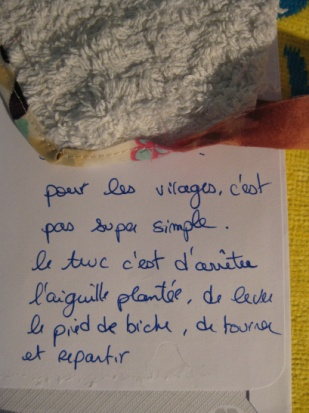 pour les virages, c'est
pas super simple.
le truc c'est d'arrêter
l'aiguille plantée, de lever
le pied de biche, de tourner
et repartir